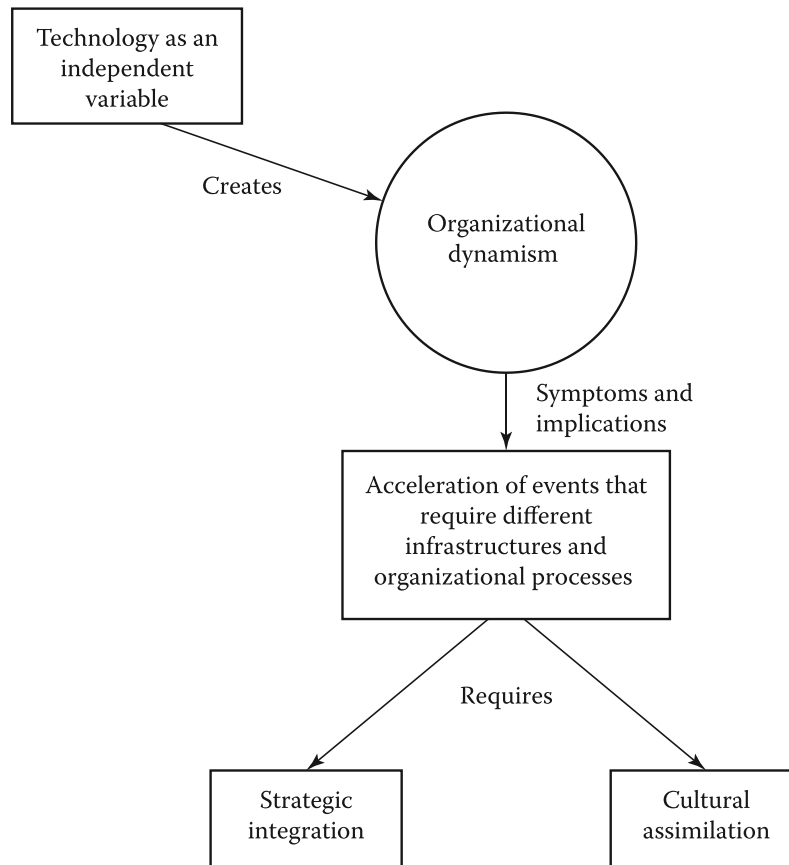 Technology as an
independent
variable
Creates
Organizational
dynamism
Symptoms and
implications
Acceleration of events that
require different
infrastructures and
organizational processes
Requires
Strategic
integration
Cultural
assimilation